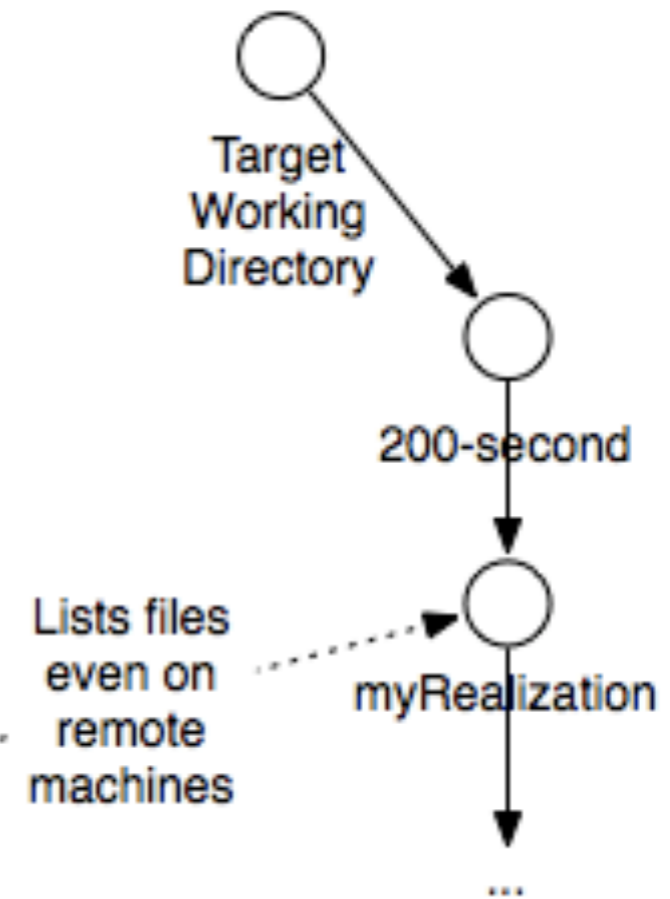 Target
Working
Directory
200-second
Lists files
even on
remote
machines
myRealization
...